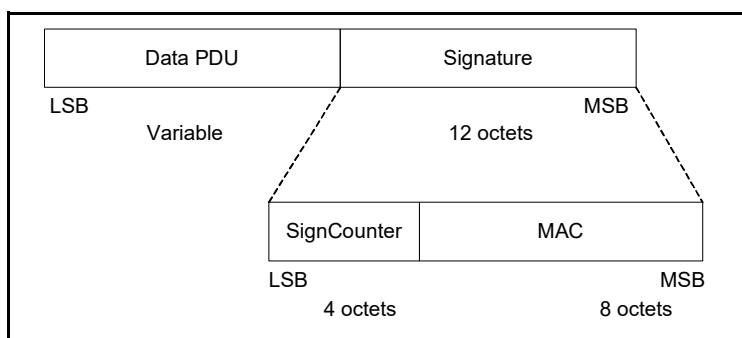 Data PDU Signature
LSB MSB
Variable 12 octets
SignCounter MAC
LSB MSB
4 octets 8 octets